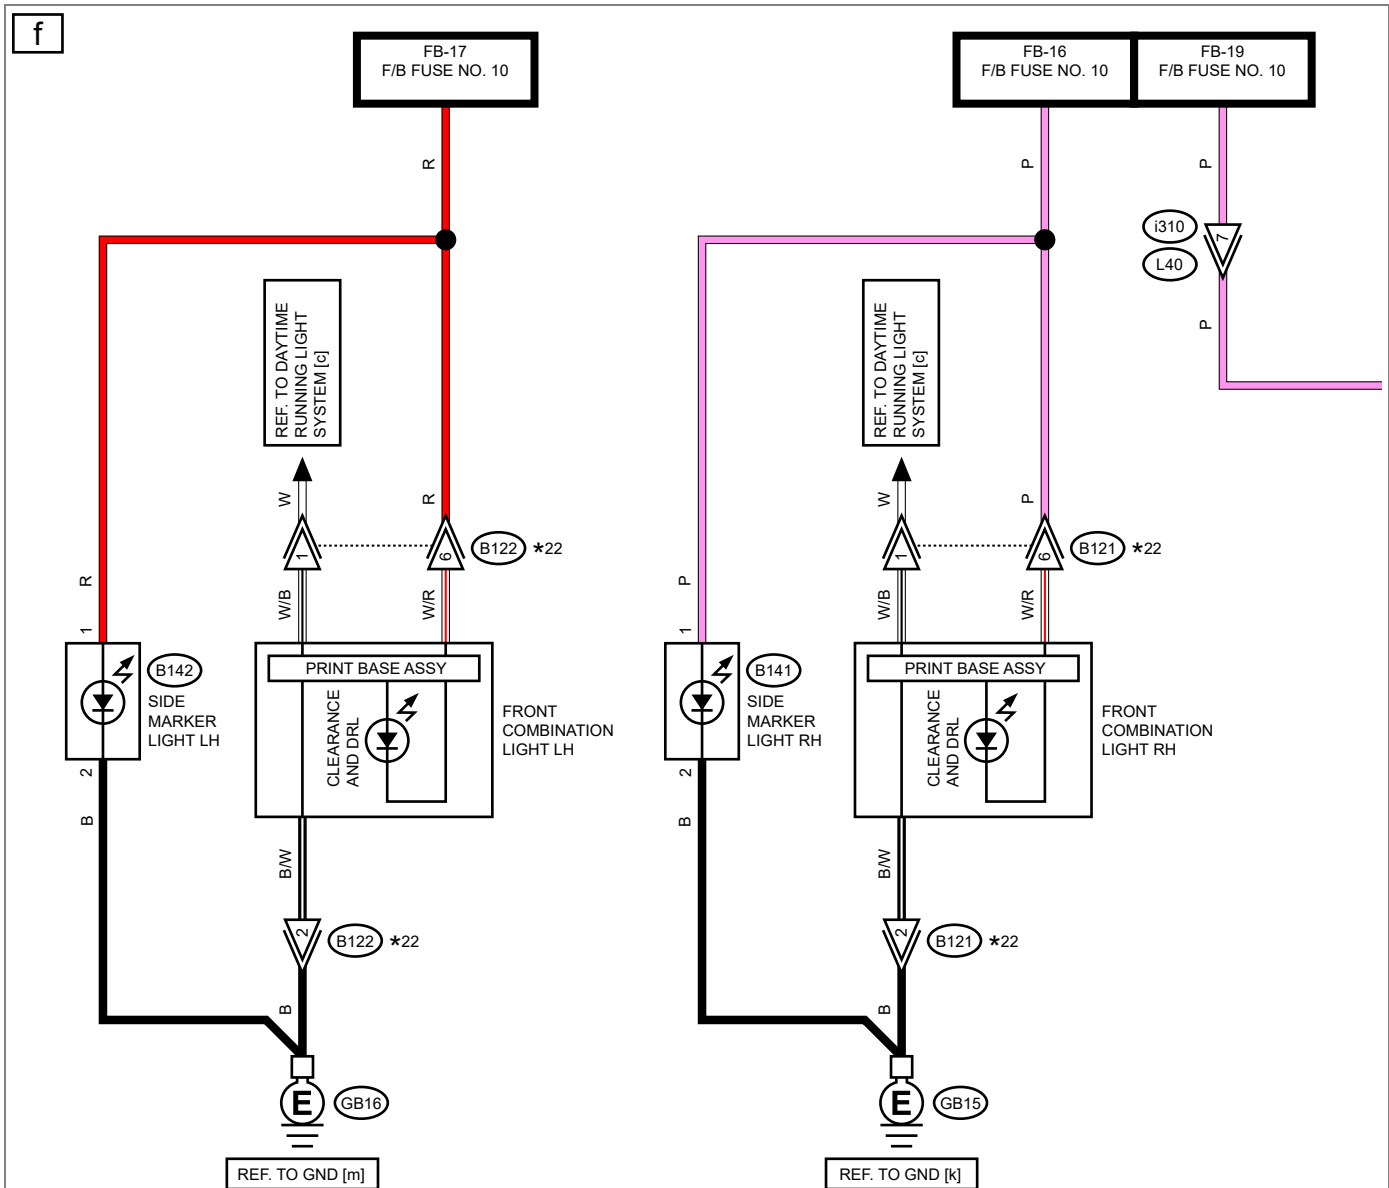 f
FB-17
F/B FUSE NO. 10
FB-16
F/B FUSE NO. 10
FB-19
F/B FUSE NO. 10
R
P
P
i310
7
L40
P
REF. TO DAYTIME
RUNNING LIGHT
SYSTEM [c]
REF. TO DAYTIME
RUNNING LIGHT
SYSTEM [c]
W
R
W
P
1
6
B122 *22
1
6
B121 *22
R
W/B
W/R
P
W/B
W/R
1
1
B142
SIDE
MARKER
LIGHT LH
PRINT BASE ASSY
CLEARANCE
AND DRL
FRONT
COMBINATION
LIGHT LH
B141
SIDE
MARKER
LIGHT RH
PRINT BASE ASSY
CLEARANCE
AND DRL
FRONT
COMBINATION
LIGHT RH
2
2
B
B/W
B
B/W
2
B122 *22
2
B121 *22
B
B
E
GB16
E
GB15
REF. TO GND [m]
REF. TO GND [k]